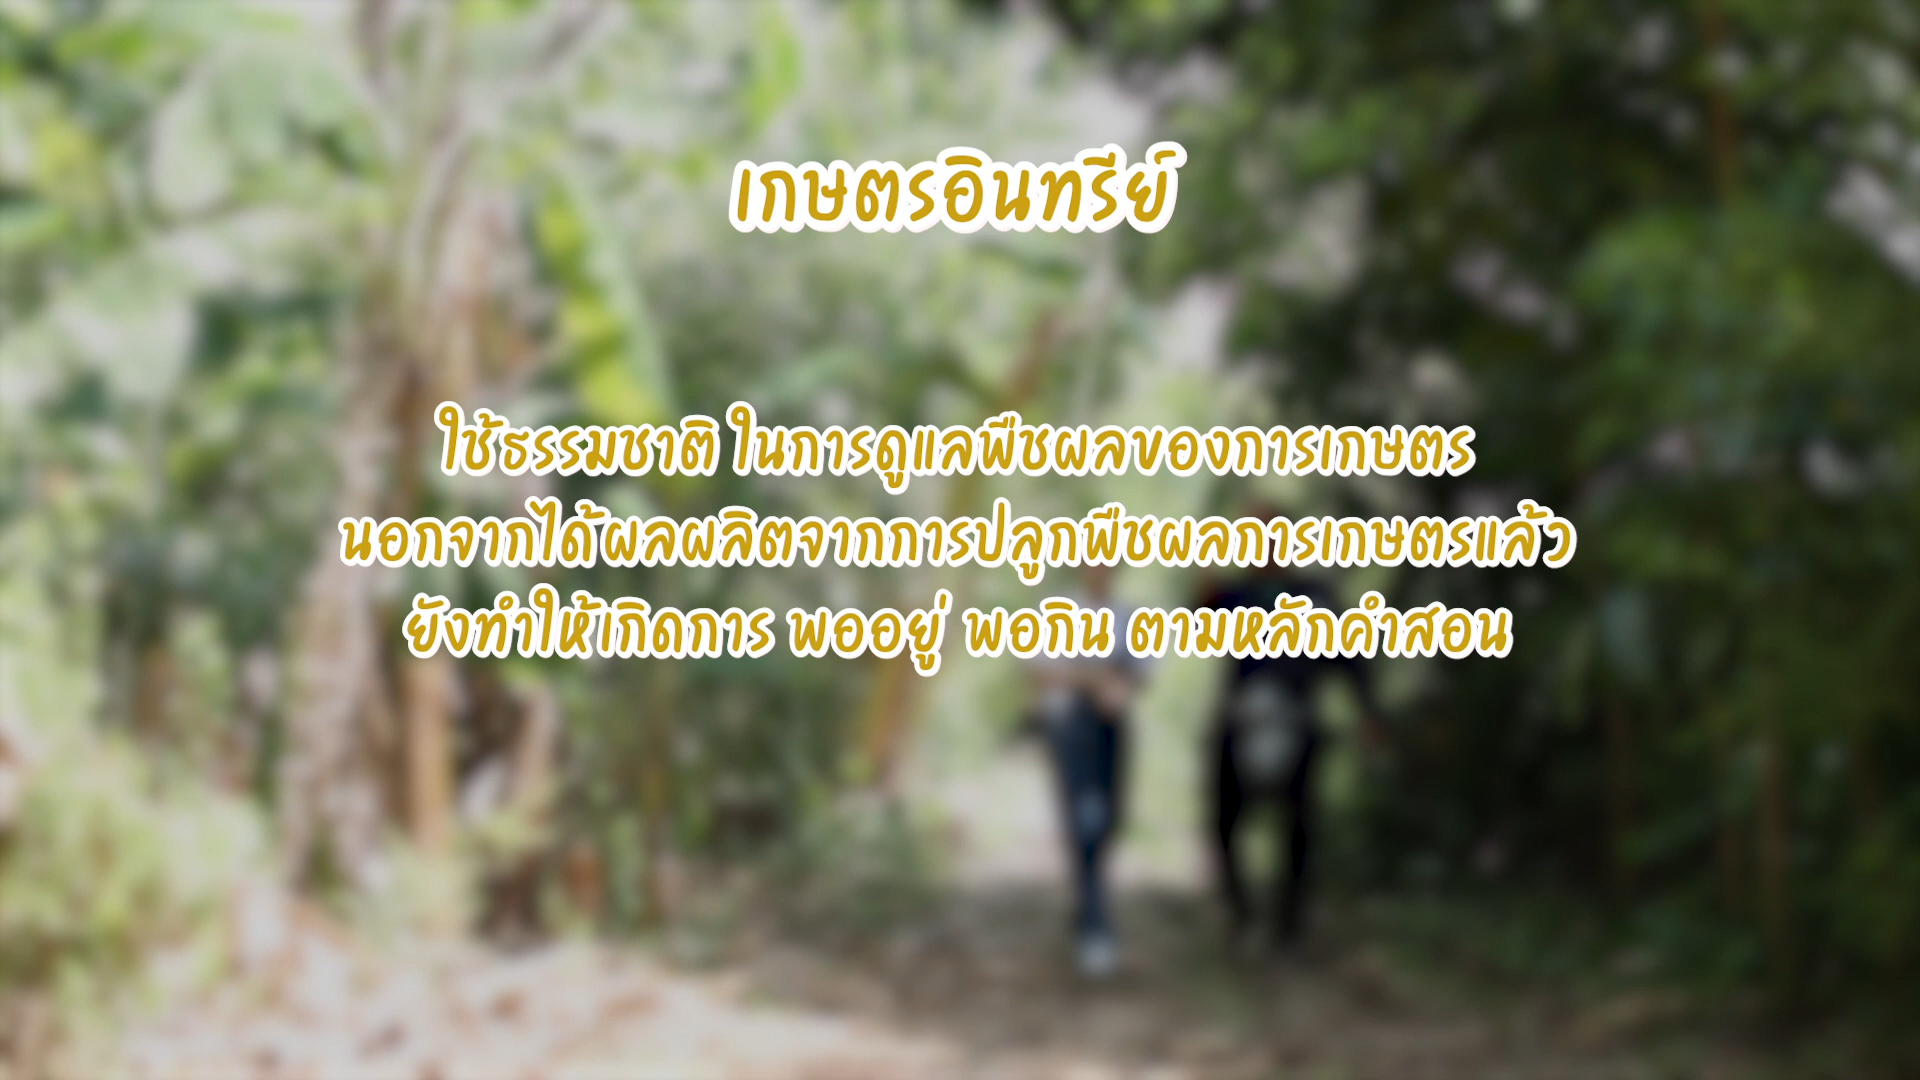 เกษตรอินทรีย์
ใช้ธรรมชาติ ในการดูแลพืชผลของการเกษตร
นอกจากได้ผลผลิตจากการปลูกพืชผลการเกษตรแล้ว
ยังทำให้เกิดการ พออยู่ พอกิน ตามหลักคำสอน